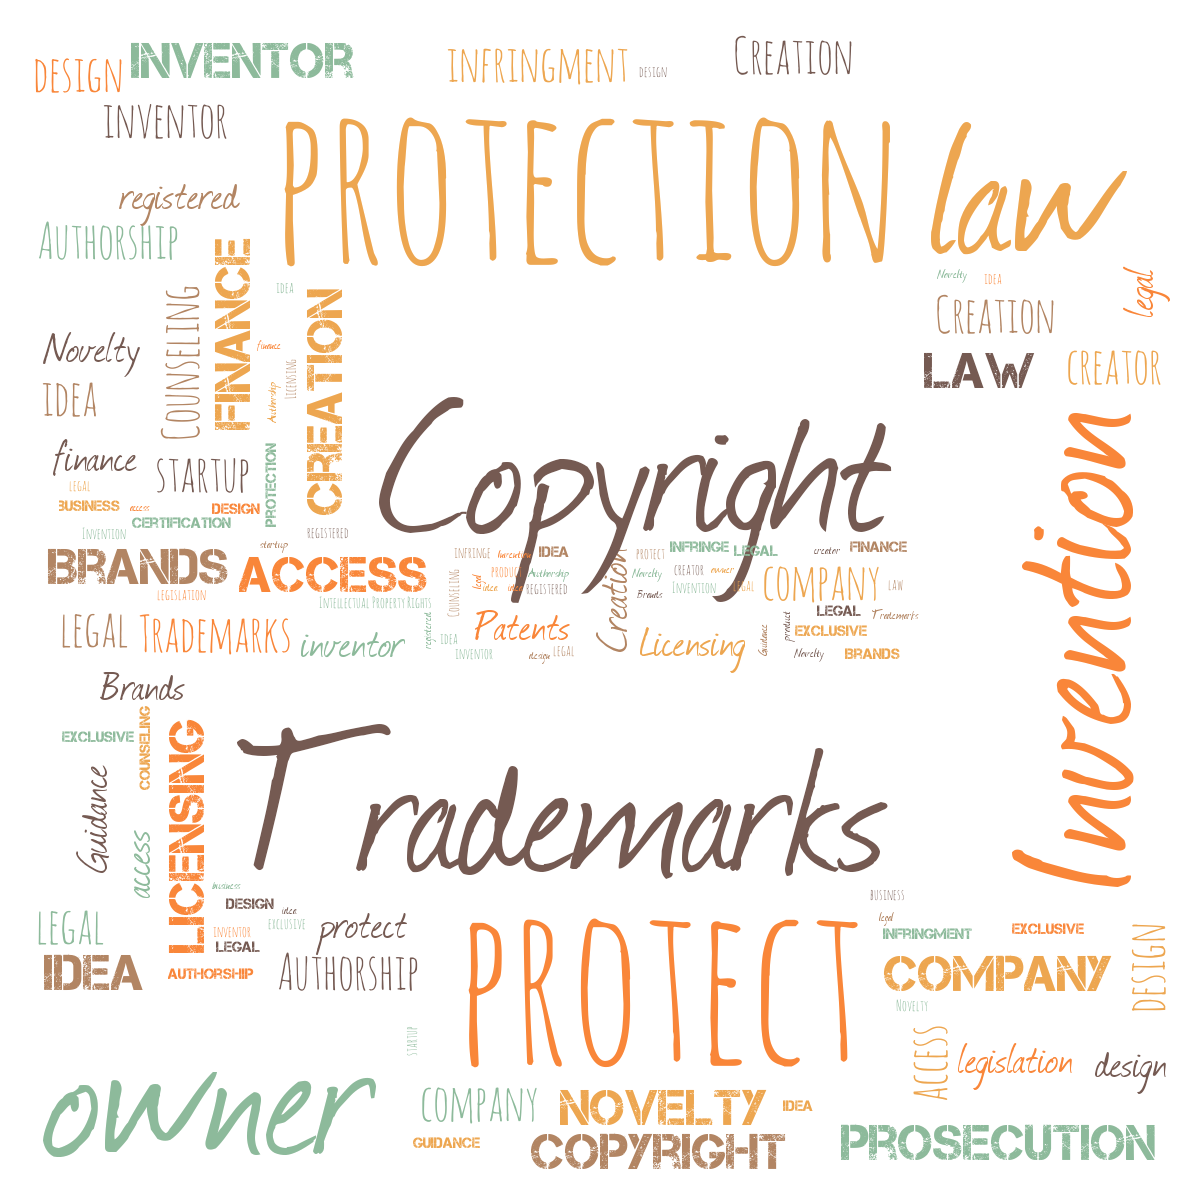 DESIGN
INVENTOR
INFRINGMENT
DESIGN
CREATION
INVENTOR
PROTECTION
law
registered
AUTHORSHIP
FINANCE
COUNSELING
IDEA
CREATION
Novelty
IDEA
legal
CREATION
Novelty
IDEA
finance
LICENSING
Authorship
LAW
CREATOR
Copyright
Invention
finance
STARTUP
PROTECTION
LEGAL
BUSINESS
access
DESIGN
CERTIFICATION
INVENTION
REGISTERED
startup
BRANDS
ACCESS
LEGISLATION
INTELLECTUAL PROPERTY RIGHTS
INFRINGE
IDEA
Creation
PROTECT
INFRINGE
LEGAL
creator
FINANCE
PRODUCT
Authorship
Novelty
CREATOR
owner
COUNSELING
legal
idea
idea
REGISTERED
Brands
INVENTION
LEGAL
COMPANY
LAW
LEGAL
TRADEMARKS
inventor
registered
IDEA
Patents
INVENTOR
design
LEGAL
Licensing
Guidance
product
LEGAL
Trademarks
EXCLUSIVE
Novelty
BRANDS
Brands
EXCLUSIVE
COUNSELING
LICENSING
Trademarks
Guidance
access
business
DESIGN
idea
EXCLUSIVE
BUSINESS
legal
LEGAL
INVENTOR
LEGAL
protect
PROTECT
INFRINGMENT
EXCLUSIVE
IDEA
AUTHORSHIP
AUTHORSHIP
COMPANY
DESIGN
NOVELTY
STARTUP
ACCESS
legislation
design
owner
COMPANY
NOVELTY
IDEA
GUIDANCE
COPYRIGHT
PROSECUTION